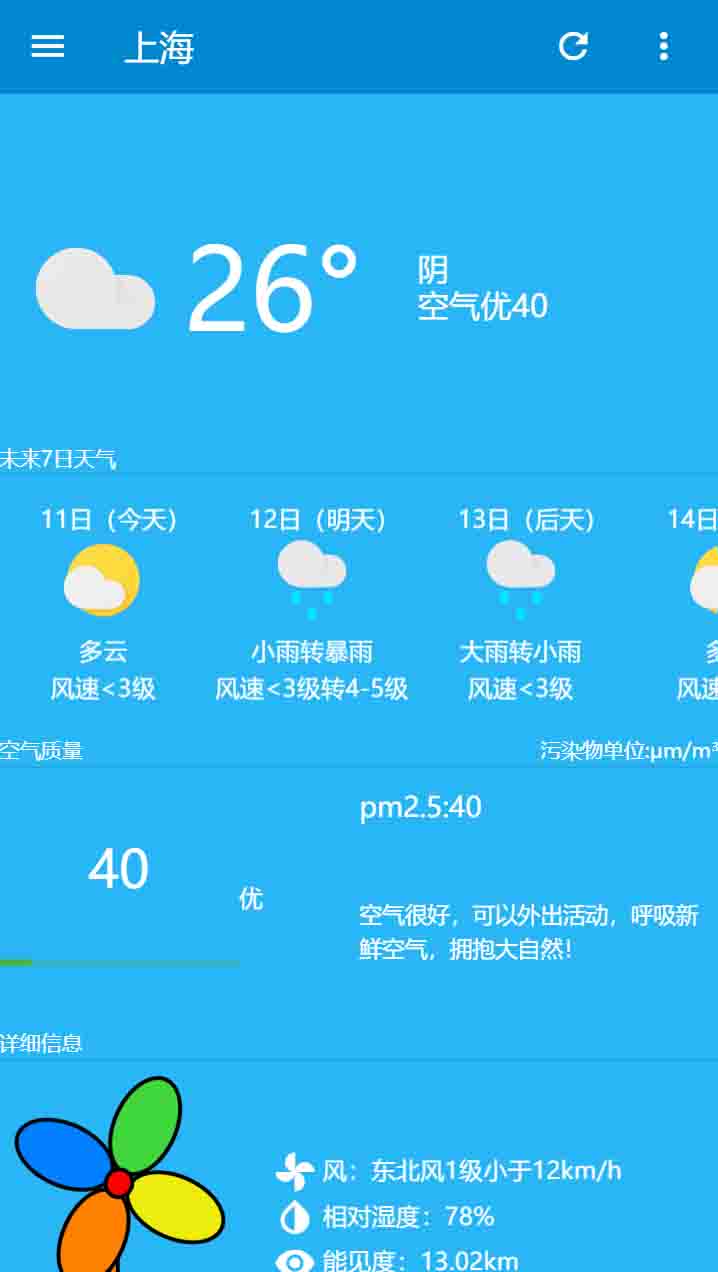 上海
26°
阴
空气优40
未来7日天气
11日（今天） 12日（明天） 13日（后天） 14日
多云 小雨转暴雨 大雨转小雨
风速<3级 风速<3级转4-5级 风速<3级 风速
空气质量 污染物单位:μm/m³
pm2.5:40
40
优
空气很好，可以外出活动，呼吸新
鲜空气，拥抱大自然！
详细信息
风：东北风1级小于12km/h
相对湿度：78%
能见度：13.02km